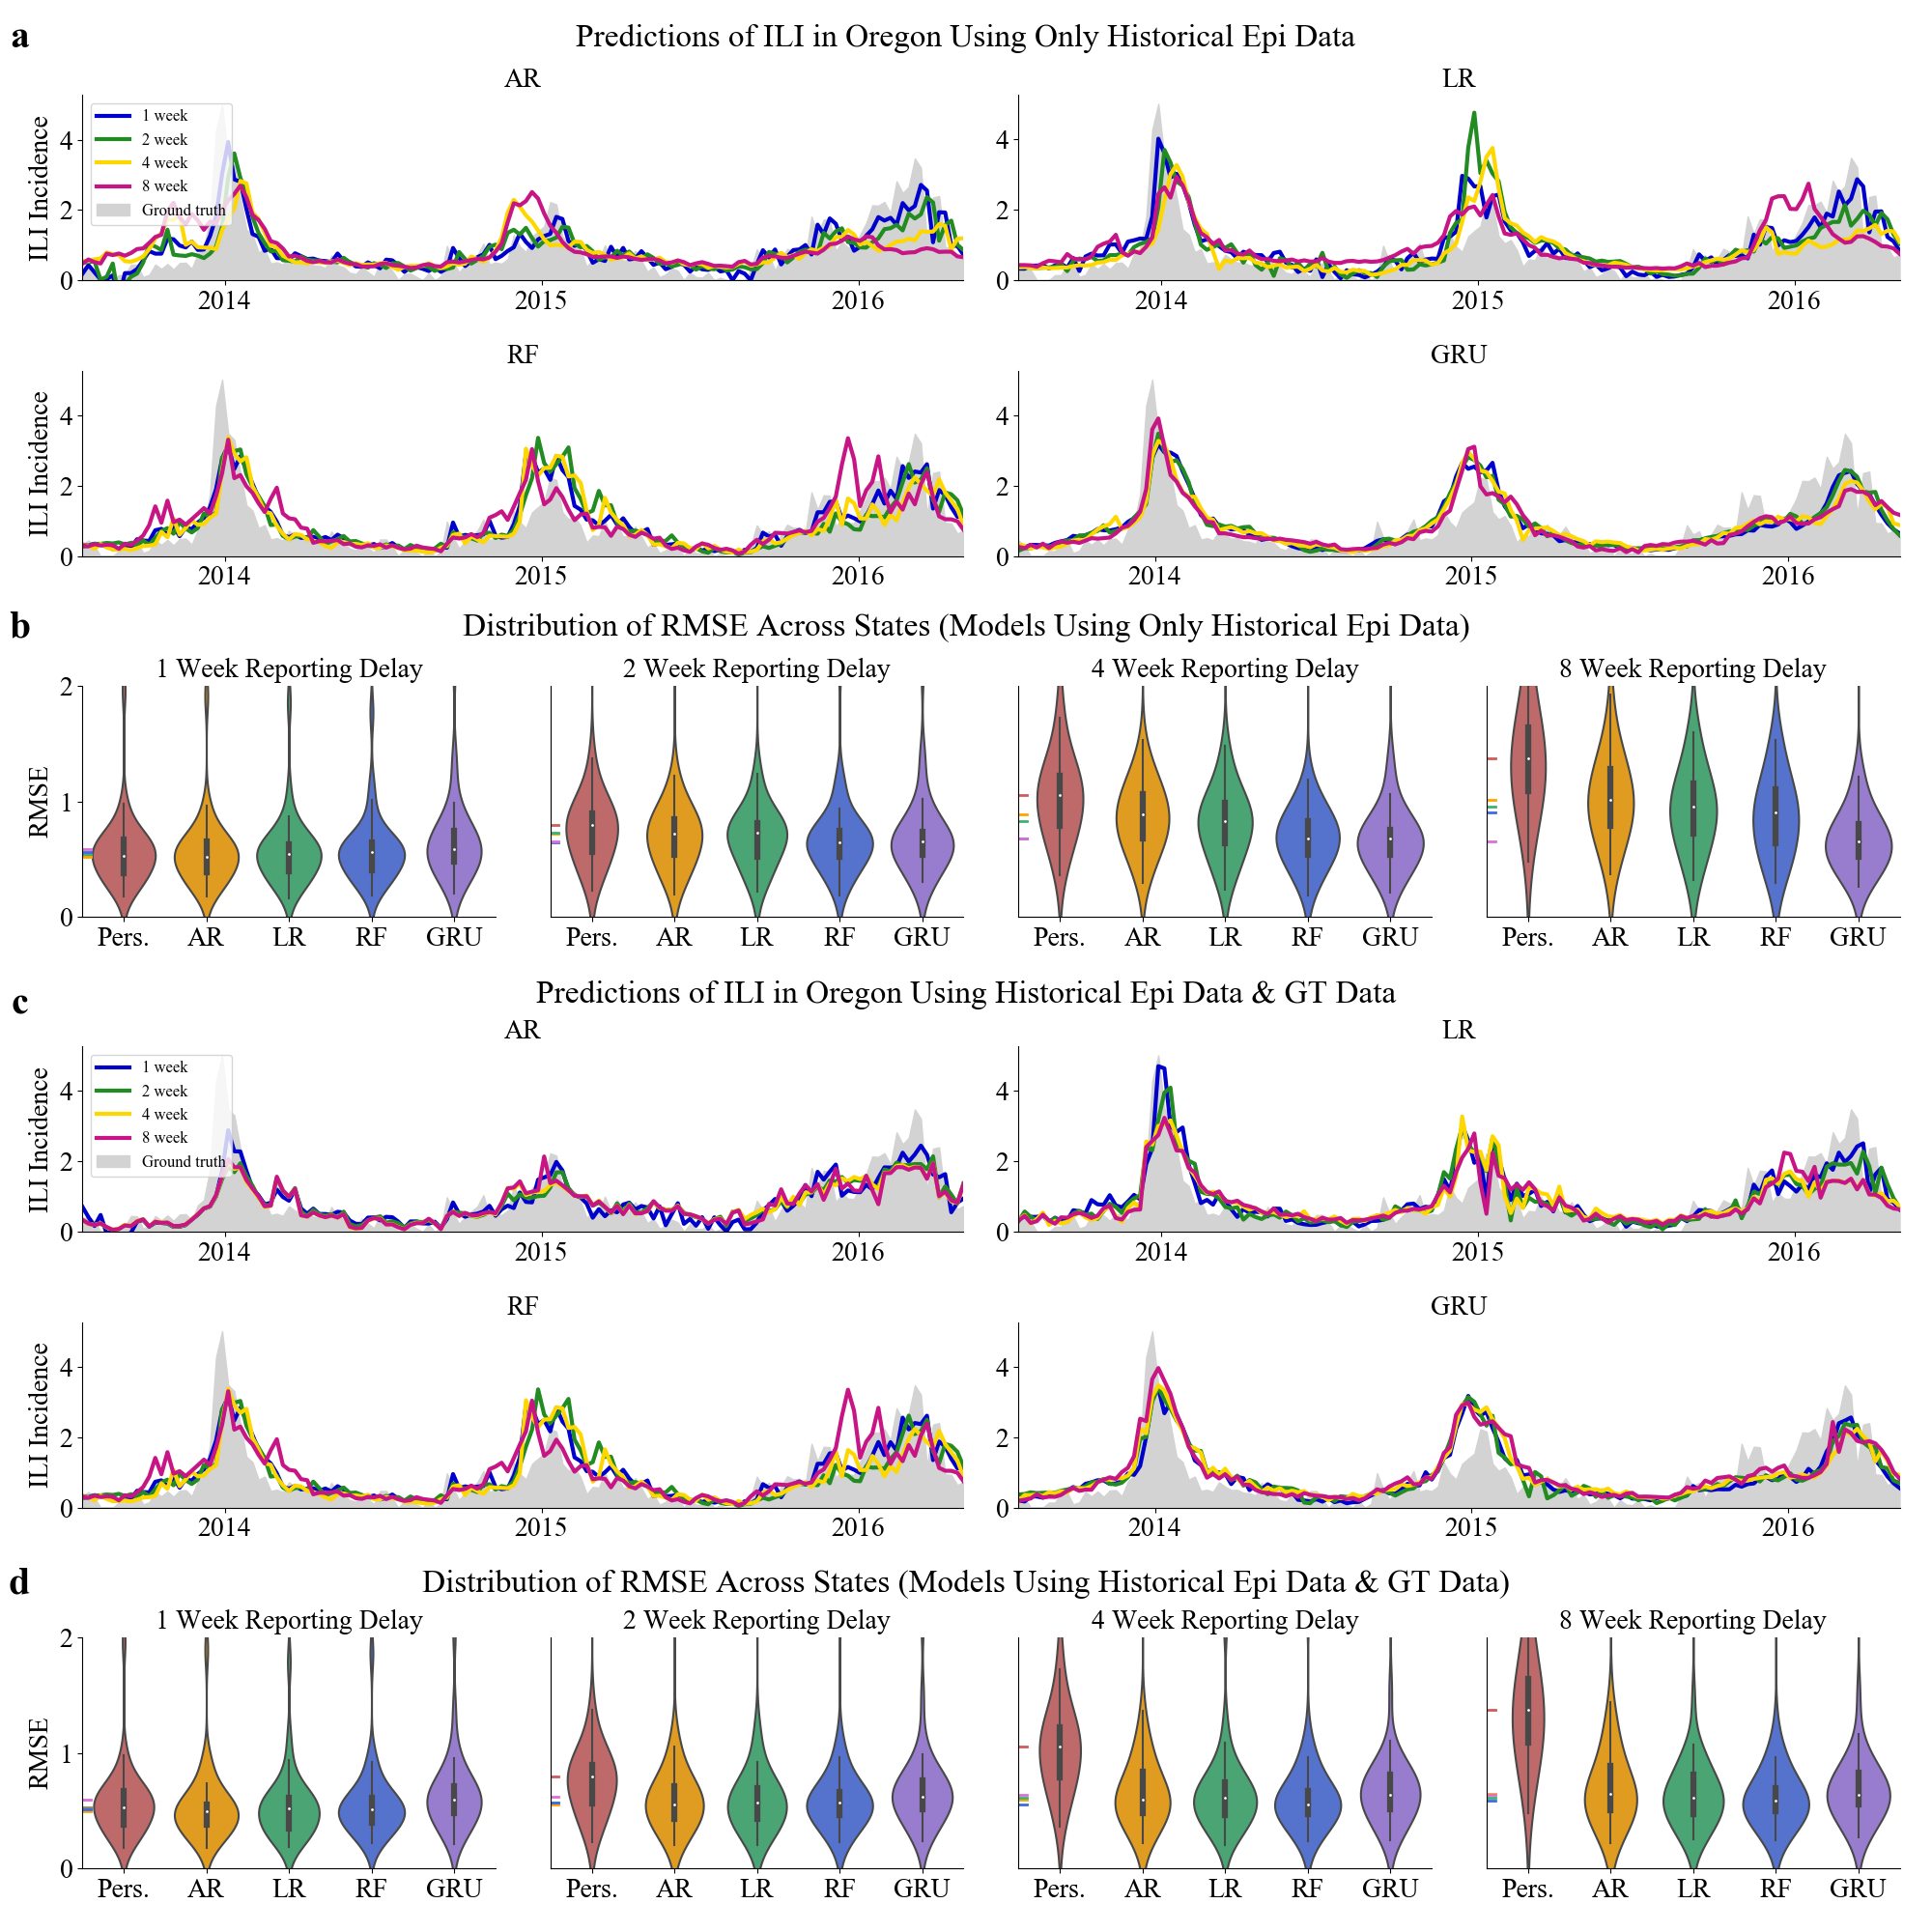 a
Predictions of ILI in Oregon Using Only Historical Epi Data
AR
LR
ILI Incidence
4
2
0
1 week
2 week
4 week
8 week
Ground truth
2014
2015
2016
4
2
0
2014
2015
2016
RF
GRU
ILI Incidence
4
2
0
2014
2015
2016
4
2
0
2014
2015
2016
b
Distribution of RMSE Across States (Models Using Only Historical Epi Data)
1 Week Reporting Delay
2 Week Reporting Delay
4 Week Reporting Delay
8 Week Reporting Delay
RMSE
2
1
0
Pers. AR LR RF GRU
Pers. AR LR RF GRU
Pers. AR LR RF GRU
Pers. AR LR RF GRU
c
Predictions of ILI in Oregon Using Historical Epi Data & GT Data
AR
LR
ILI Incidence
4
2
0
1 week
2 week
4 week
8 week
Ground truth
2014
2015
2016
4
2
0
2014
2015
2016
RF
GRU
ILI Incidence
4
2
0
2014
2015
2016
4
2
0
2014
2015
2016
d
Distribution of RMSE Across States (Models Using Historical Epi Data & GT Data)
1 Week Reporting Delay
2 Week Reporting Delay
4 Week Reporting Delay
8 Week Reporting Delay
RMSE
2
1
0
Pers. AR LR RF GRU
Pers. AR LR RF GRU
Pers. AR LR RF GRU
Pers. AR LR RF GRU